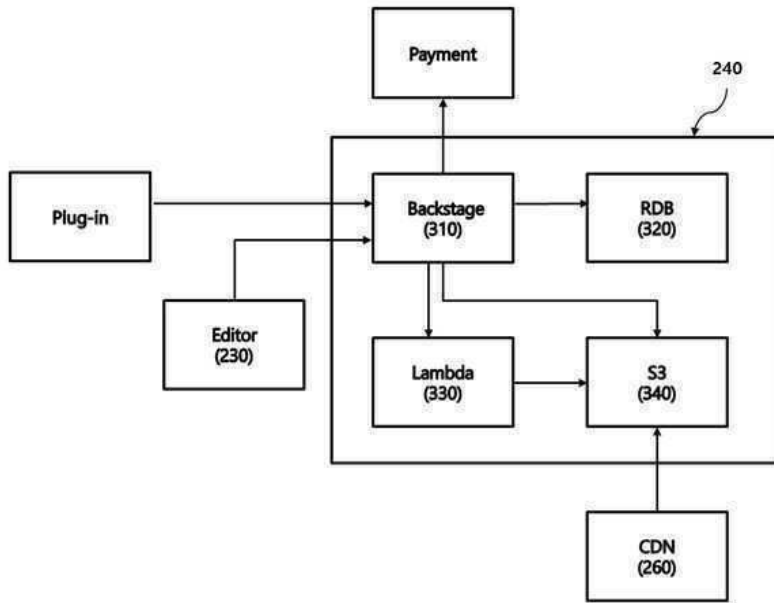 Payment
240
Plug-in
Backstage
(310)
RDB
(320)
Editor
(230)
Lambda
(330)
S3
(340)
CDN
(260)